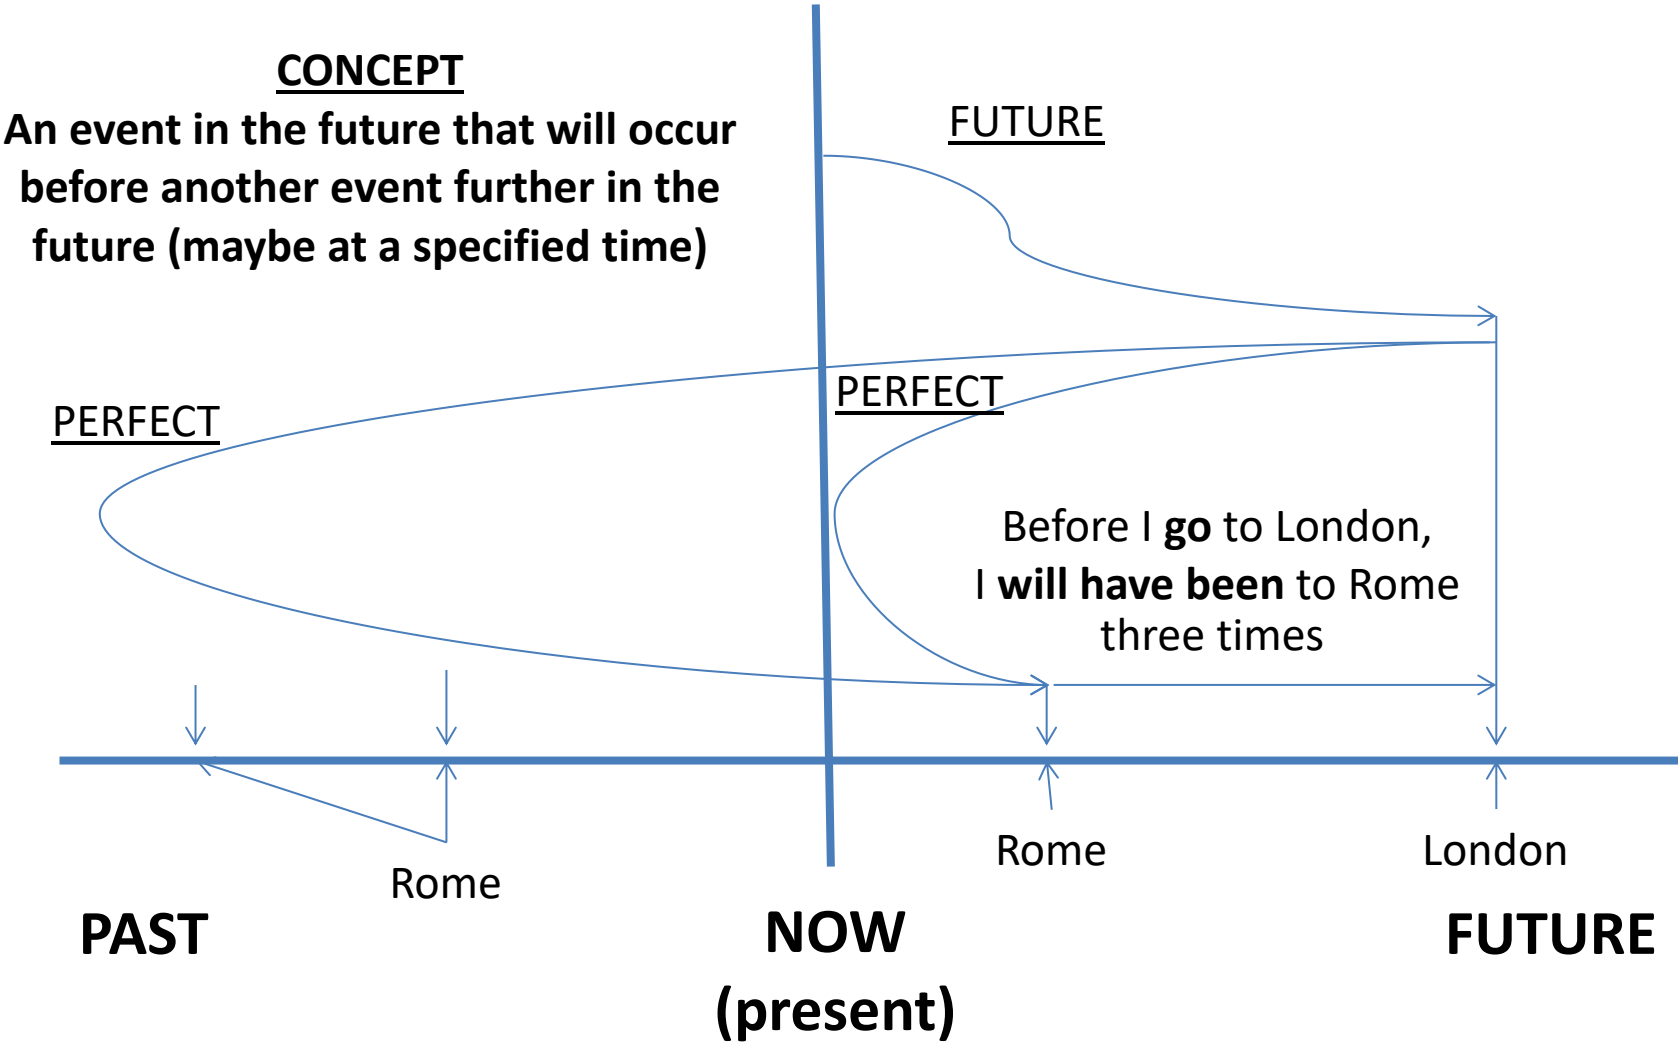 CONCEPT
An event in the future that will occur
before another event further in the
future (maybe at a specified time)
FUTURE
PERFECT
PERFECT
Before I go to London,
I will have been to Rome
three times
Rome
Rome
London
PAST
NOW
(present)
FUTURE